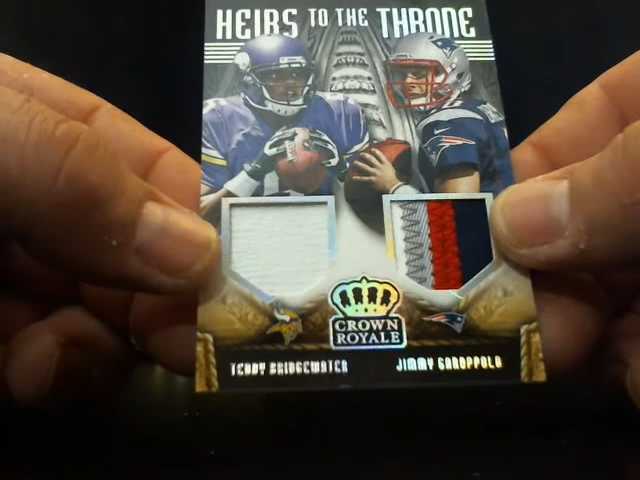 HEIRS TO THE THRONE
CROWN
ROYALE
TEDDY BRIDGEWATER
JIMMY GAROPPOLO